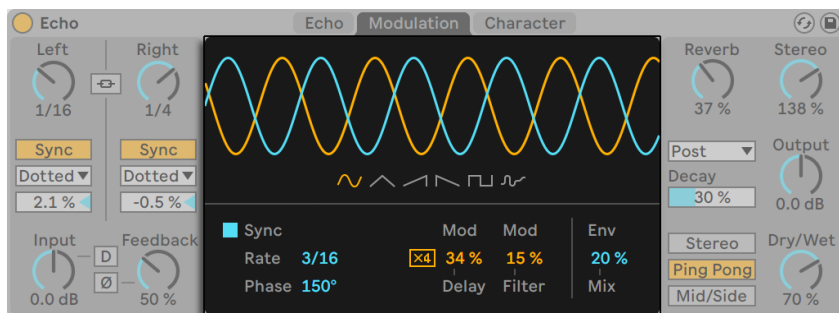 Echo Echo Modulation Character
Left Right
1/16 1/4
Sync Sync
Dotted Dotted
2.1 % -0.5 %
Input D Feedback
Ø
0.0 dB 50 %
Sync Mod Mod Env
Rate 3/16 ×4 34 % 15 % 20 %
Phase 150° Delay Filter Mix
Reverb Stereo
37 % 138 %
Post Output
Decay
30 % 0.0 dB
Stereo Dry/Wet
Ping Pong
Mid/Side 70 %